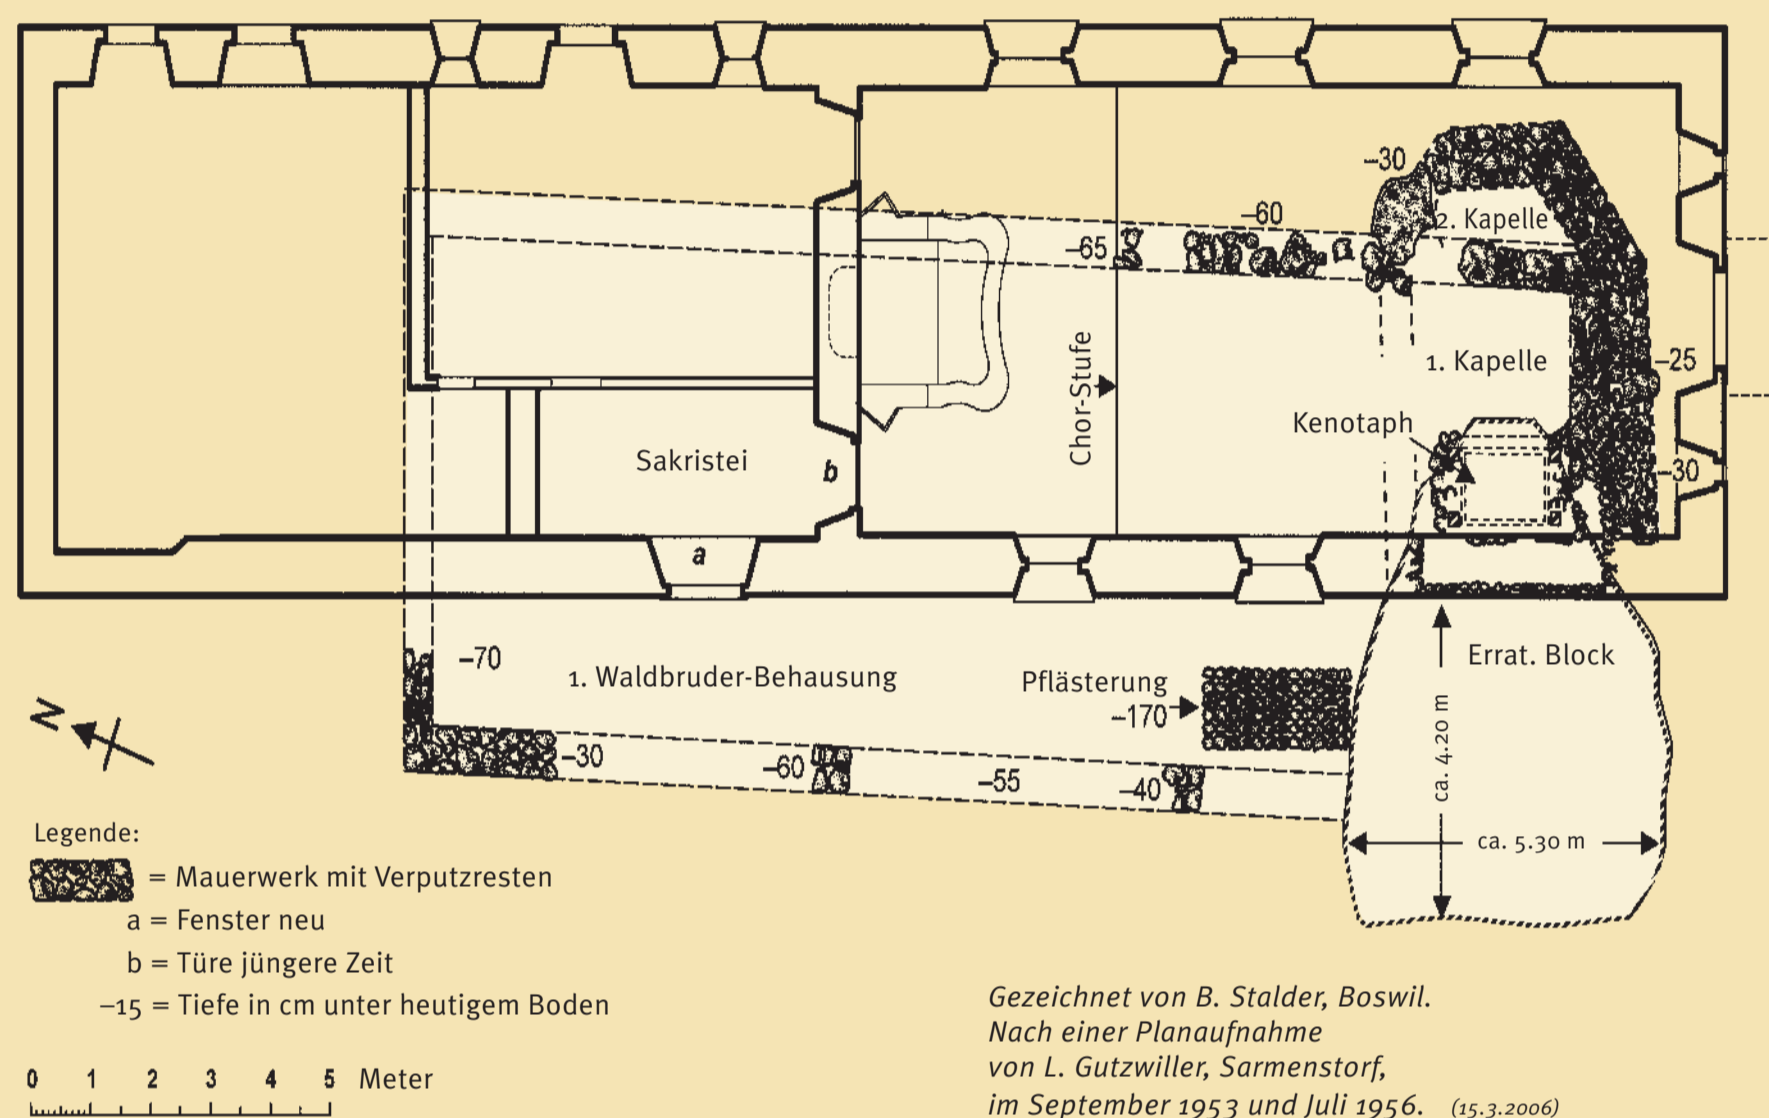 –30
2. Kapelle
–60
–65
Chor-Stufe
1. Kapelle
–25
Kenotaph
–30
Sakristei
b
a
–70
1. Waldbruder-Behausung
Pflästerung
–170
Errat. Block
ca. 4.20 m
ca. 5.30 m
N
–30
–60
–55
–40
Legende:
= Mauerwerk mit Verputzresten
a = Fenster neu
b = Türe jüngere Zeit
–15 = Tiefe in cm unter heutigem Boden
0 1 2 3 4 5 Meter
Gezeichnet von B. Stalder, Boswil.
Nach einer Planaufnahme
von L. Gutzwiller, Sarmenstorf,
im September 1953 und Juli 1956. (15.3.2006)